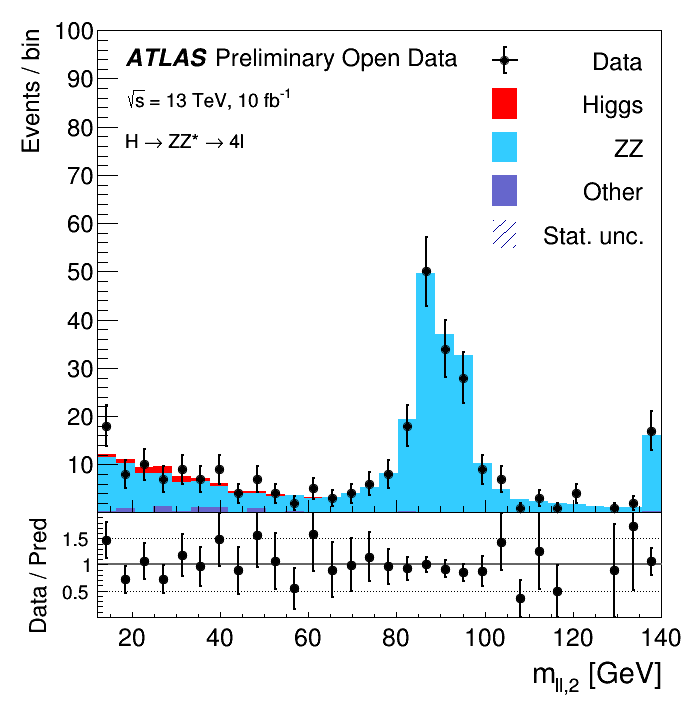 Events / bin
100
90
80
70
60
50
40
30
20
10
ATLAS Preliminary Open Data
√s = 13 TeV, 10 fb⁻¹
H → ZZ* → 4l
Data
Higgs
ZZ
Other
Stat. unc.
Data / Pred
1.5
1
0.5
20 40 60 80 100 120 140
m_ll,2 [GeV]